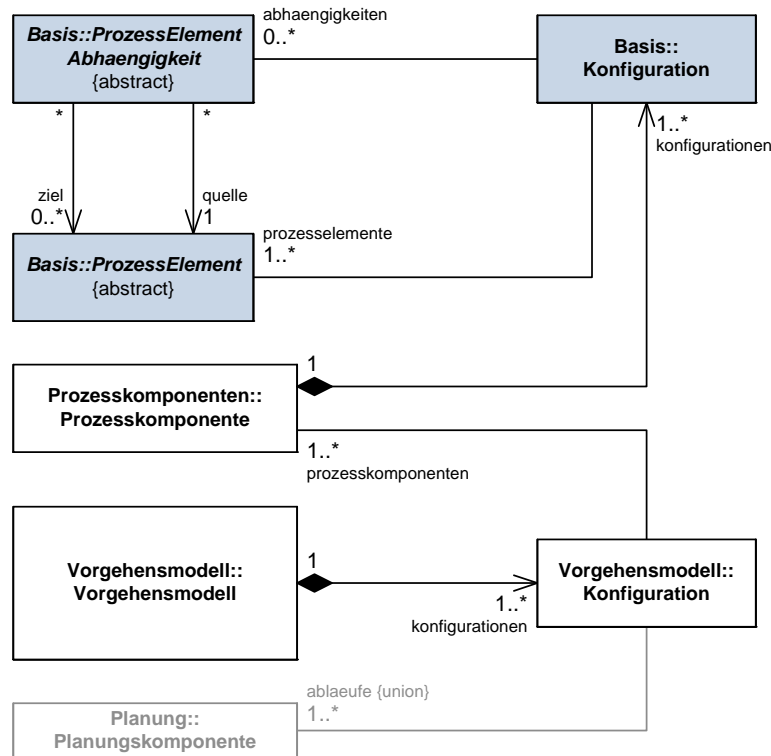 abhaengigkeiten
0..*
Basis::ProzessElement
Abhaengigkeit
{abstract}
Basis::
Konfiguration
*
*
1..*
konfigurationen
ziel
0..*
quelle
1
Basis::ProzessElement
{abstract}
prozesselemente
1..*
Prozesskomponenten::
Prozesskomponente
1
1..*
prozesskomponenten
Vorgehensmodell::
Vorgehensmodell
1
1..*
konfigurationen
Vorgehensmodell::
Konfiguration
ablaeufe {union}
1..*
Planung::
Planungskomponente